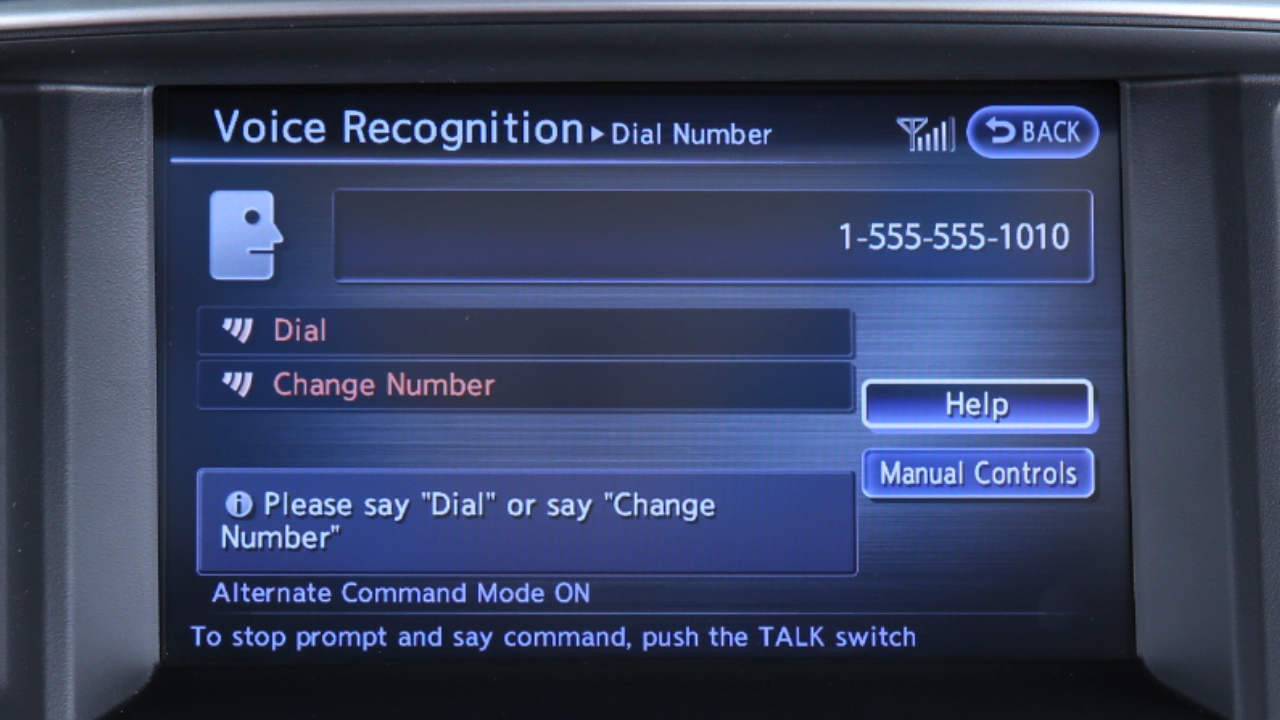 Voice Recognition ▸ Dial Number
BACK
1-555-555-1010
Dial
Change Number
Help
Manual Controls
Please say "Dial" or say "Change
Number"
Alternate Command Mode ON
To stop prompt and say command, push the TALK switch